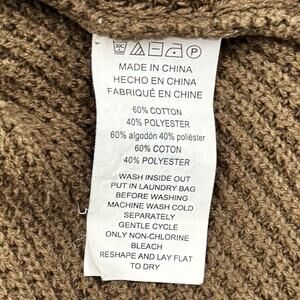 30C
P
MADE IN CHINA
HECHO EN CHINA
FABRIQUÉ EN CHINE
60% COTTON
40% POLYESTER
60% algodón 40% poliéster
60% COTON
40% POLYESTER
WASH INSIDE OUT
PUT IN LAUNDRY BAG
BEFORE WASHING
MACHINE WASH COLD
SEPARATELY
GENTLE CYCLE
ONLY NON-CHLORINE
BLEACH
RESHAPE AND LAY FLAT
TO DRY